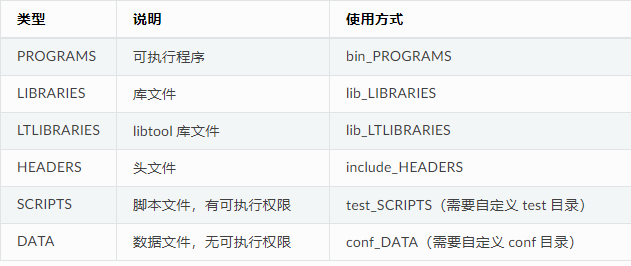 类型 说明 使用方式
PROGRAMS 可执行程序 bin_PROGRAMS
LIBRARIES 库文件 lib_LIBRARIES
LTLIBRARIES libtool 库文件 lib_LTLIBRARIES
HEADERS 头文件 include_HEADERS
SCRIPTS 脚本文件，有可执行权限 test_SCRIPTS（需要自定义 test 目录）
DATA 数据文件，无可执行权限 conf_DATA（需要自定义 conf 目录）